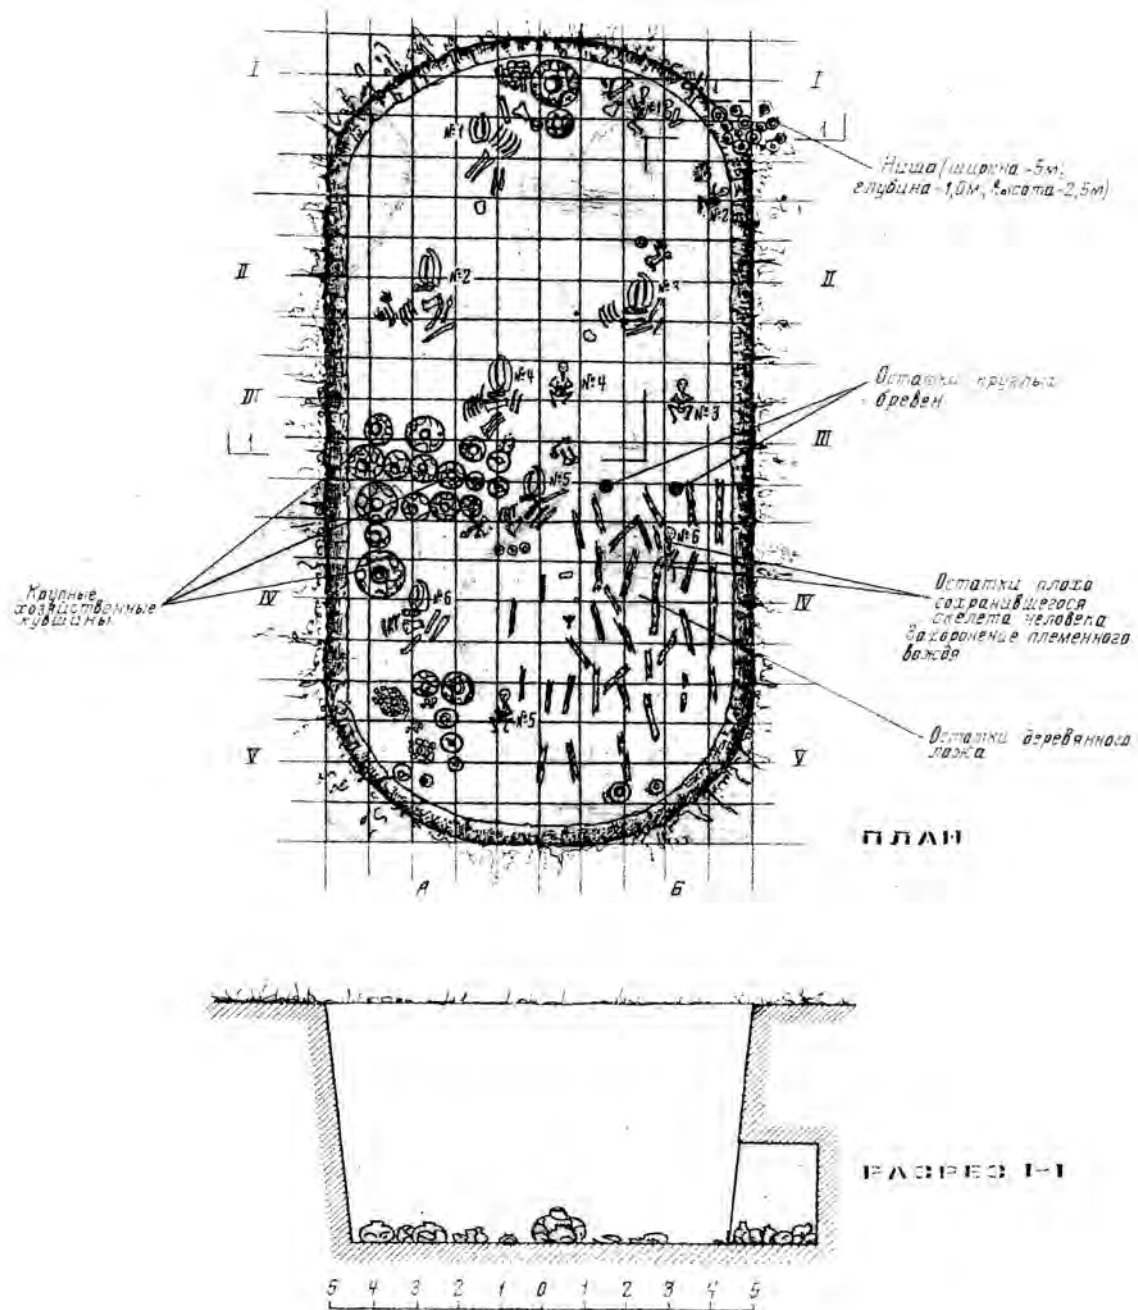 I
I
№1
№1
1
Ниша (ширина -5м;
глубина -1,0м, высота -2,5м)
№2
II
№2
№3
II
Остатки круглых
бревен
№4
№4
III
№3
1
III
№5
№6
Крупные
хозяйственные
кувшины
IV
№6
IV
Остатки плохо
сохранившегося
скелета человека
Захоронение племенного
вождя
№5
Остатки деревянного
ложа
V
V
ПЛАН
А
Б
РАЗРЕЗ I-I
5 4 3 2 1 0 1 2 3 4 5